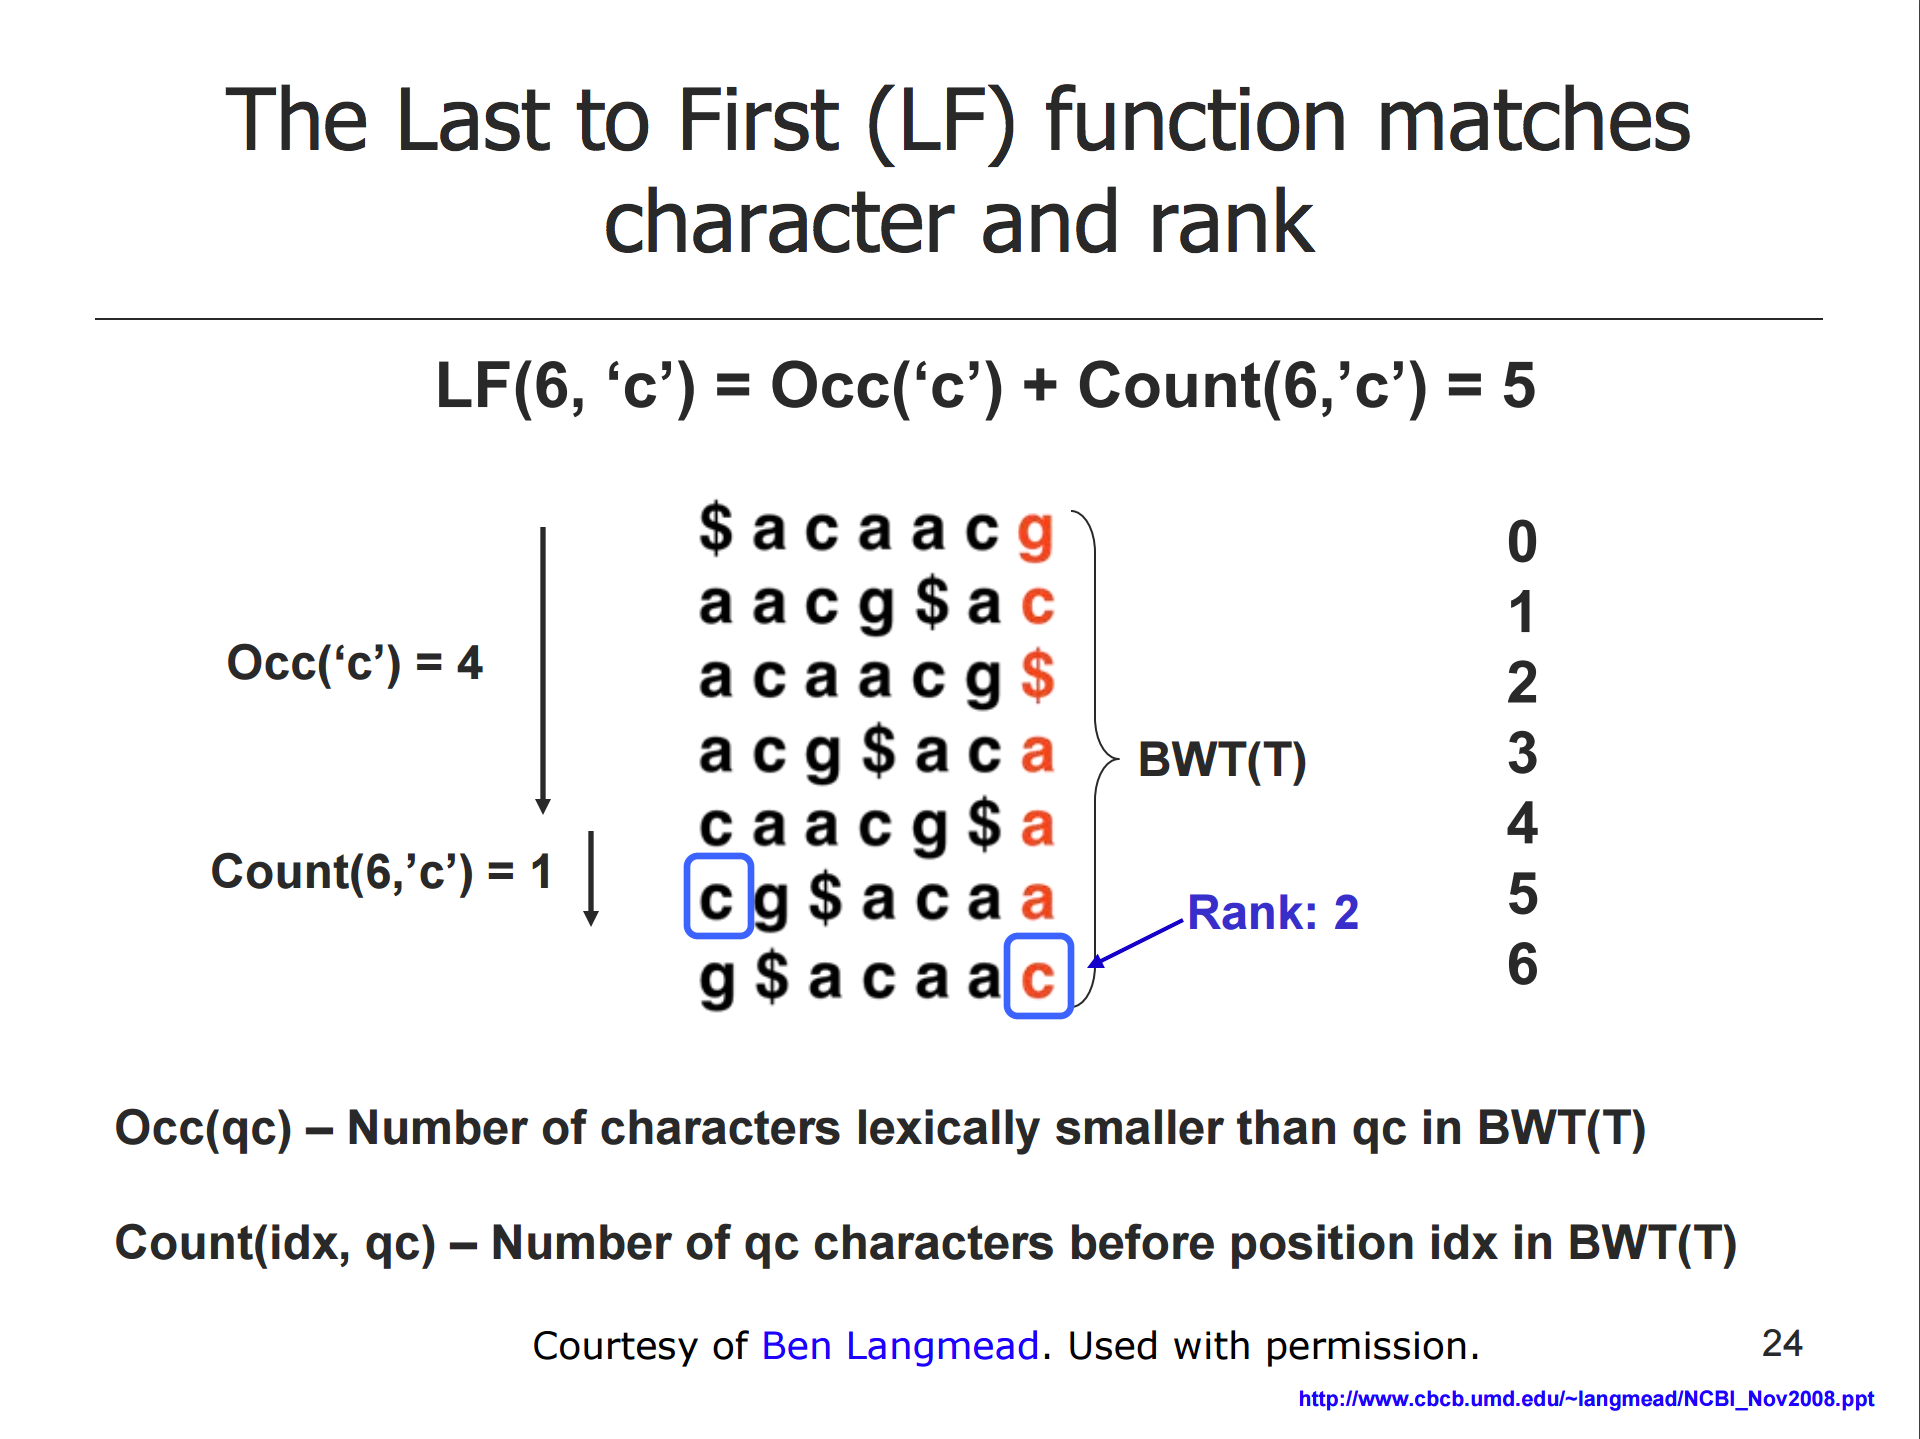 The Last to First (LF) function matches
character and rank
LF(6, ‘c’) = Occ(‘c’) + Count(6,’c’) = 5
$ a c a a c g
a a c g $ a c
a c a a c g $
a c g $ a c a
c a a c g $ a
c g $ a c a a
g $ a c a a c
Occ(‘c’) = 4
Count(6,’c’) = 1
BWT(T)
Rank: 2
0
1
2
3
4
5
6
Occ(qc) – Number of characters lexically smaller than qc in BWT(T)
Count(idx, qc) – Number of qc characters before position idx in BWT(T)
Courtesy of Ben Langmead. Used with permission.
24
http://www.cbcb.umd.edu/~langmead/NCBI_Nov2008.ppt